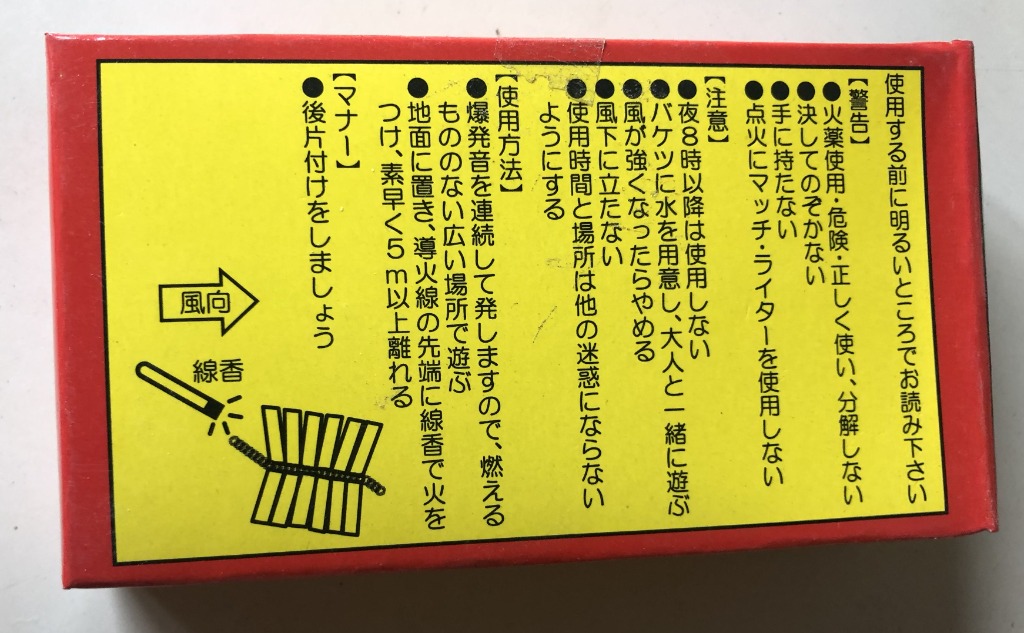 使用する前に明るいところでお読み下さい
【警告】
●火薬使用・危険・正しく使い、分解しない
●決してのぞかない
●手に持たない
●点火にマッチ・ライターを使用しない
【注意】
●夜8時以降は使用しない
●バケツに水を用意し、大人と一緒に遊ぶ
●風が強くなったらやめる
●風下に立たない
●使用時間と場所は他の迷惑にならない
ようにする
【使用方法】
●爆発音を連続して発しますので、燃える
もののない広い場所で遊ぶ
●地面に置き、導火線の先端に線香で火を
つけ、素早く5m以上離れる
【マナー】
●後片付けをしましょう
風向
線香